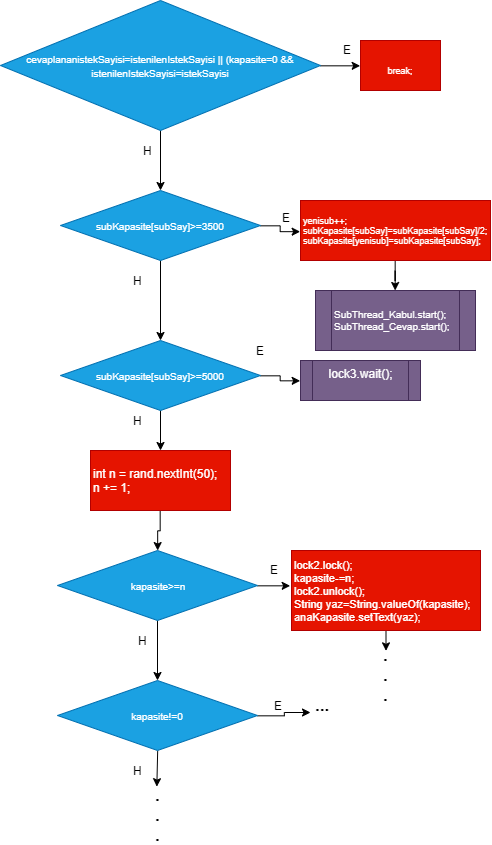 cevaplananistekSayisi=istenilenIstekSayisi || (kapasite=0 &&
istenilenIstekSayisi=istekSayisi
E
break;
H
subKapasite[subSay]>=3500
E
yenisub++;
subKapasite[subSay]=subKapasite[subSay]/2;
subKapasite[yenisub]=subKapasite[subSay];
H
SubThread_Kabul.start();
SubThread_Cevap.start();
subKapasite[subSay]>=5000
E
lock3.wait();
H
int n = rand.nextInt(50);
n += 1;
kapasite>=n
E
lock2.lock();
kapasite-=n;
lock2.unlock();
String yaz=String.valueOf(kapasite);
anaKapasite.setText(yaz);
H
.
.
.
kapasite!=0
E
...
H
.
.
.